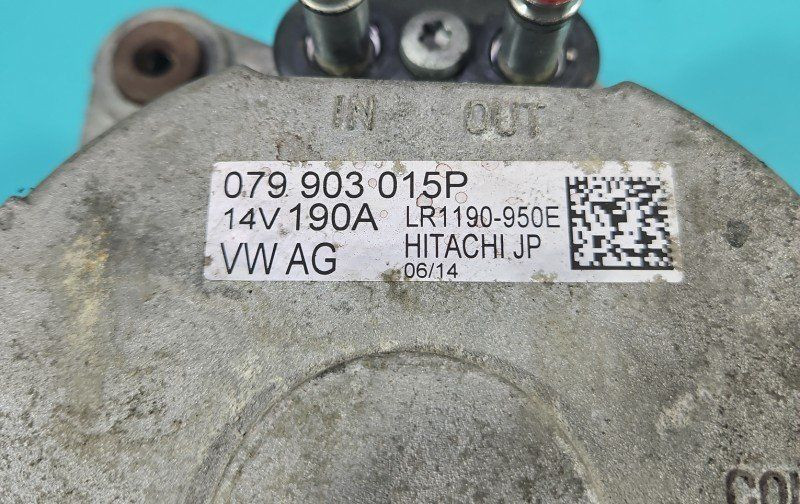 IN OUT
079 903 015P
14V 190A LR1190-950E
VW AG HITACHI JP
06/14